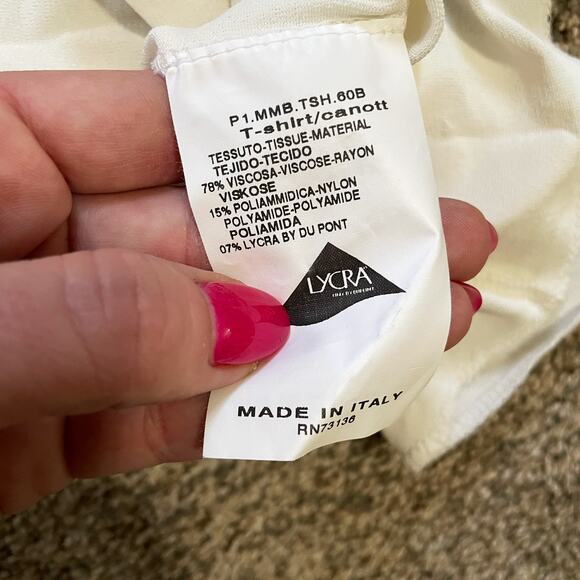 P1.MMB.TSH.60B
T-shirt/canott
TESSUTO-TISSUE-MATERIAL
TEJIDO-TECIDO
78% VISCOSA-VISCOSE-RAYON
VISKOSE
15% POLIAMMIDICA-NYLON
POLYAMIDE-POLYAMIDE
POLIAMIDA
07% LYCRA BY DU PONT
LYCRA
MADE IN ITALY
RN73136